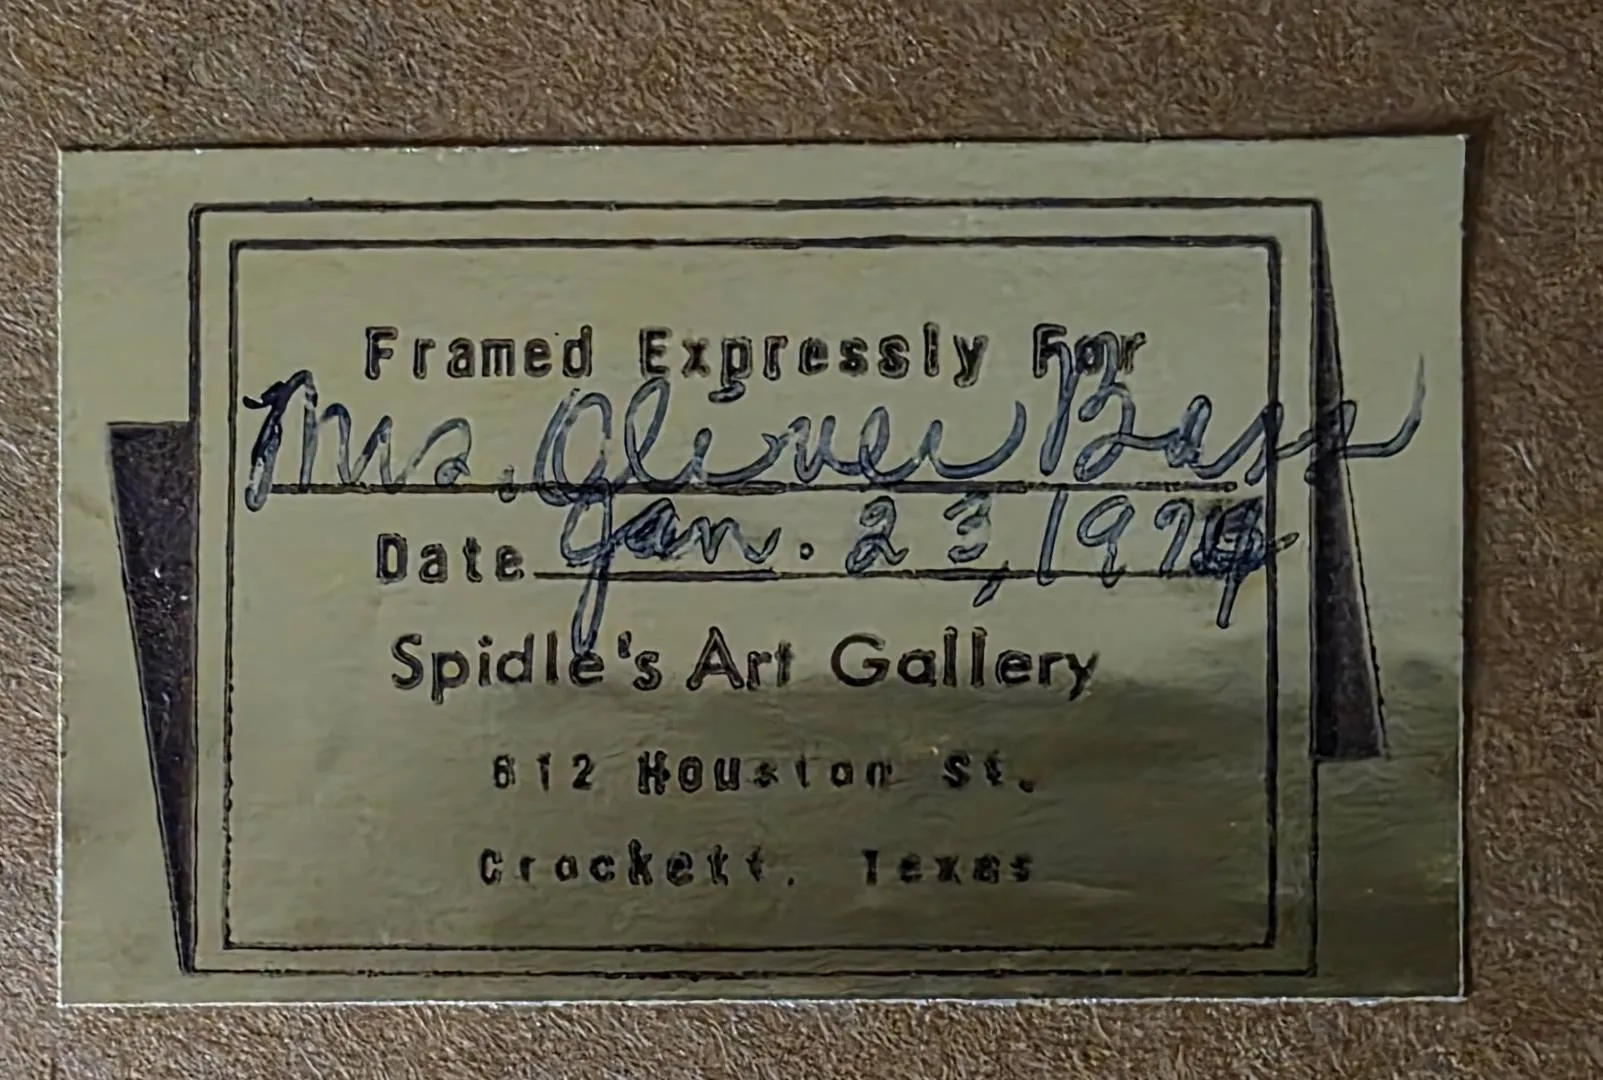 Framed Expressly For
Mrs. Oliver Bass
Date Jan. 23, 1974
Spidle's Art Gallery
612 Houston St.
Crockett, Texas